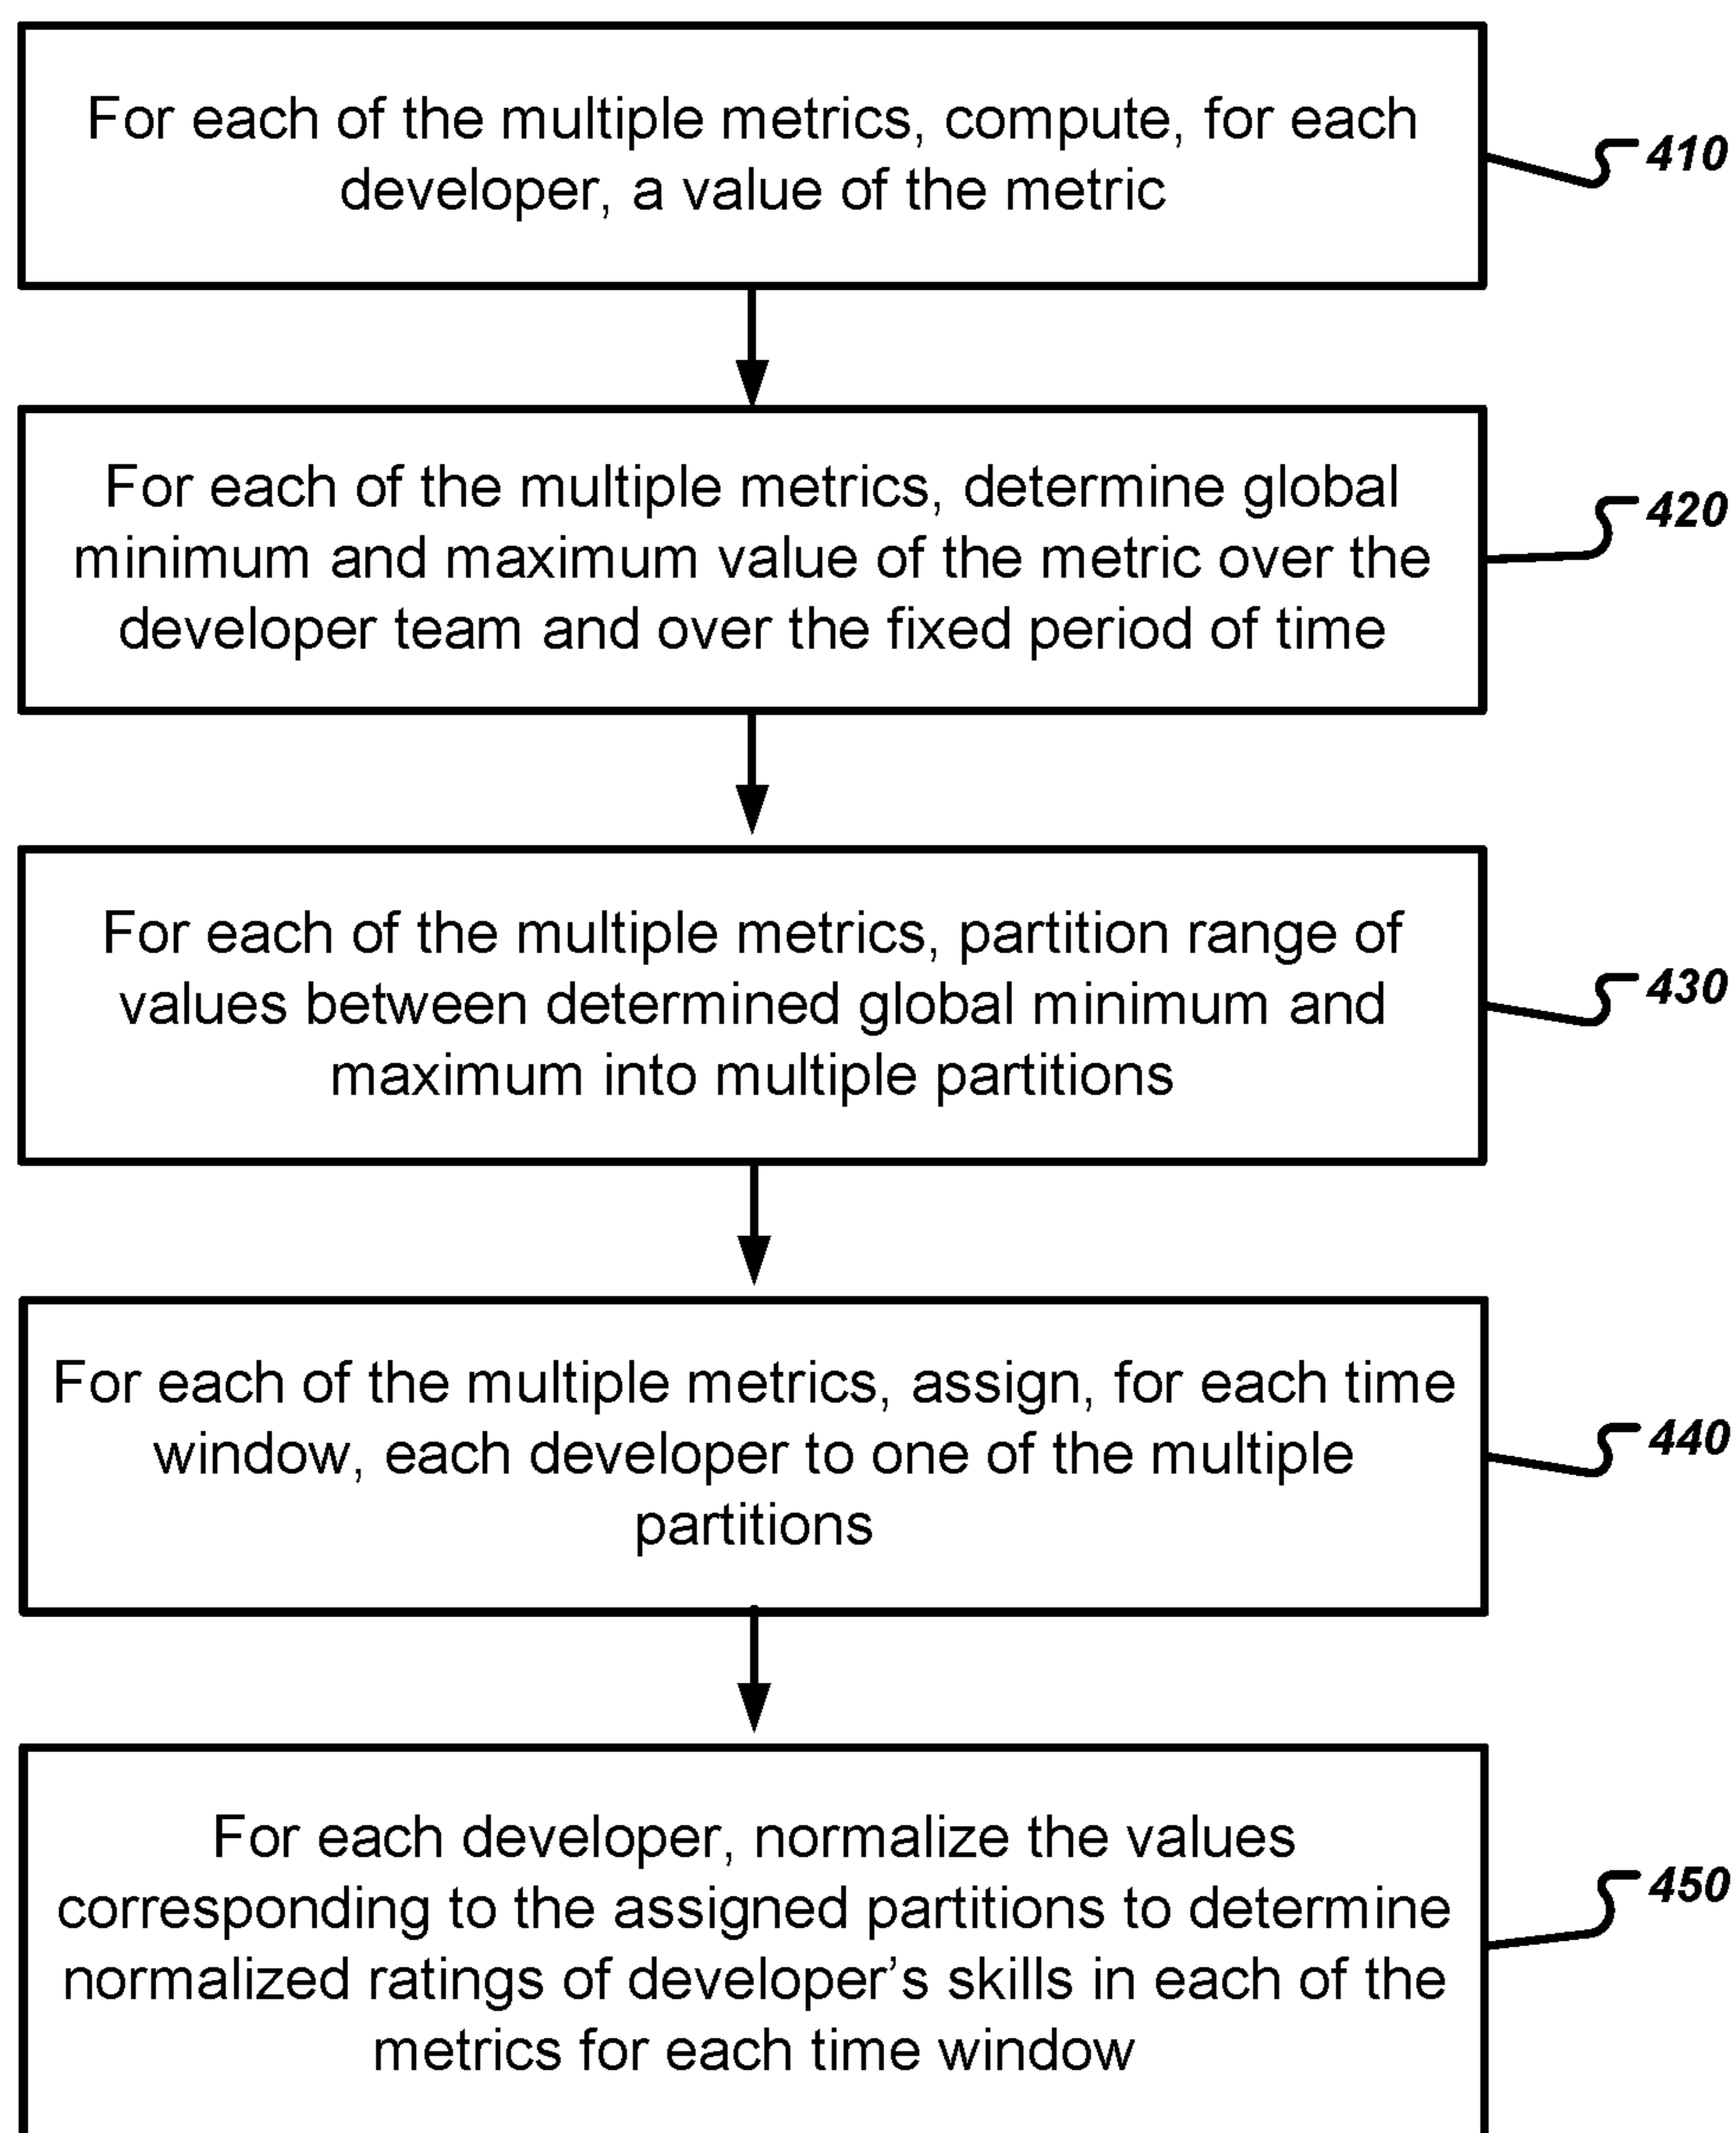 For each of the multiple metrics, compute, for each
developer, a value of the metric
410
For each of the multiple metrics, determine global
minimum and maximum value of the metric over the
developer team and over the fixed period of time
420
For each of the multiple metrics, partition range of
values between determined global minimum and
maximum into multiple partitions
430
For each of the multiple metrics, assign, for each time
window, each developer to one of the multiple
partitions
440
For each developer, normalize the values
corresponding to the assigned partitions to determine
normalized ratings of developer’s skills in each of the
metrics for each time window
450